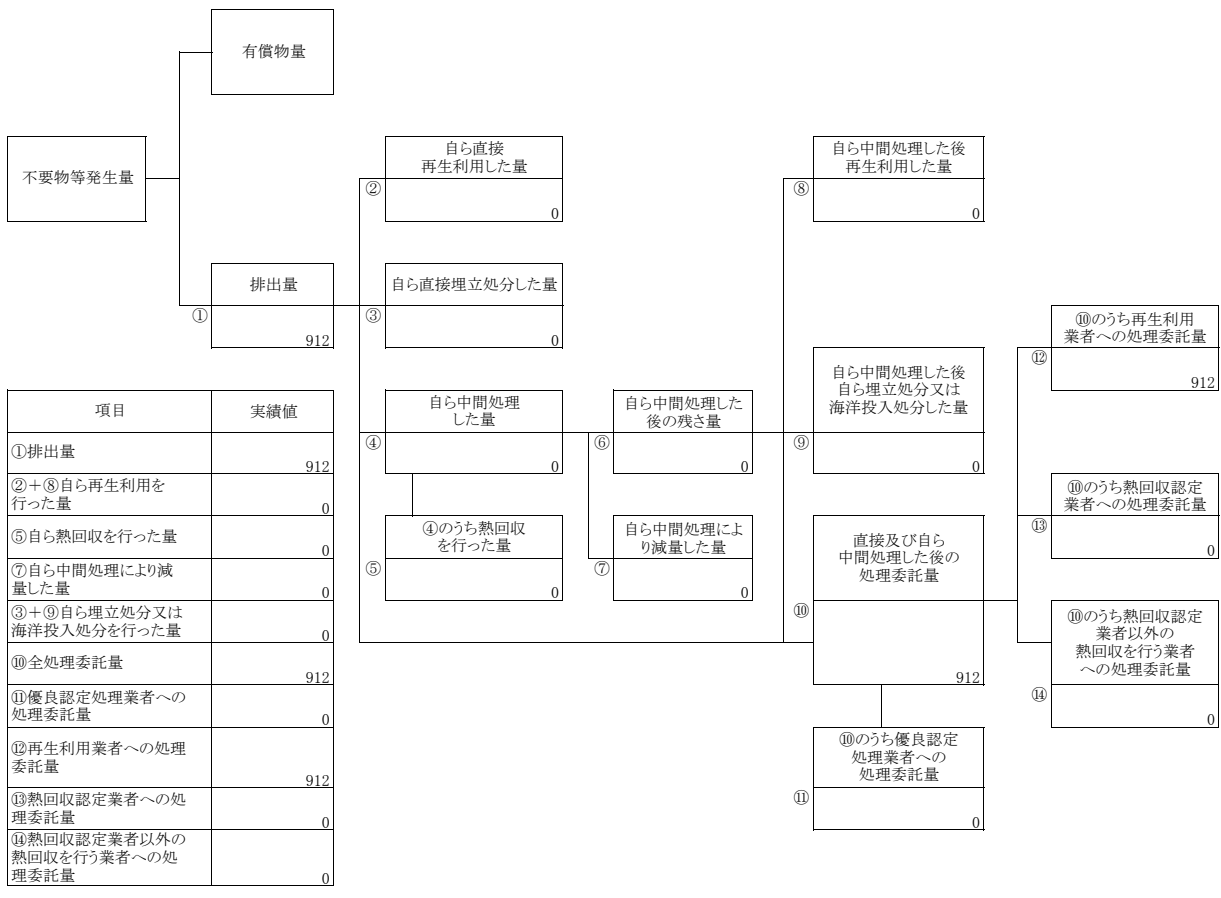 有償物量
不要物等発生量
自ら直接
再生利用した量
②
0
自ら中間処理した後
再生利用した量
⑧
0
排出量
①
912
自ら直接埋立処分した量
③
0
⑩のうち再生利用
業者への処理委託量
⑫
912
自ら中間処理
した量
④
0
自ら中間処理した
後の残さ量
⑥
0
自ら中間処理した後
自ら埋立処分又は
海洋投入処分した量
⑨
0
⑩のうち熱回収認定
業者への処理委託量
⑬
0
④のうち熱回収
を行った量
⑤
0
自ら中間処理によ
り減量した量
⑦
0
直接及び自ら
中間処理した後の
処理委託量
⑩
912
⑩のうち熱回収認定
業者以外の
熱回収を行う業者
への処理委託量
⑭
0
⑩のうち優良認定
処理業者への
処理委託量
⑪
0
項目 実績値
①排出量
912
②＋⑧自ら再生利用を
行った量
0
⑤自ら熱回収を行った量
0
⑦自ら中間処理により減
量した量
0
③＋⑨自ら埋立処分又は
海洋投入処分を行った量
0
⑩全処理委託量
912
⑪優良認定処理業者への
処理委託量
0
⑫再生利用業者への処理
委託量
912
⑬熱回収認定業者への処
理委託量
0
⑭熱回収認定業者以外の
熱回収を行う業者への処
理委託量
0